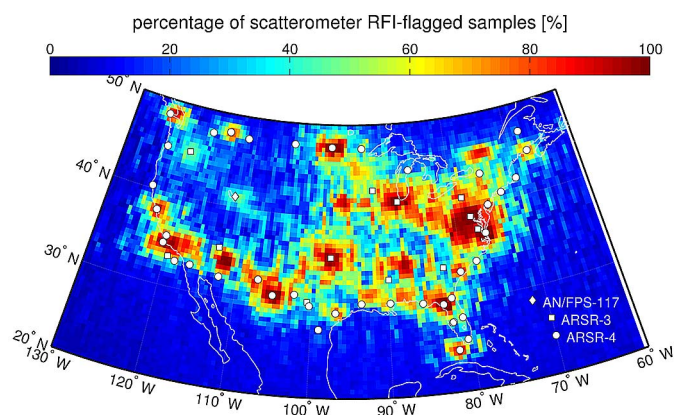 percentage of scatterometer RFI-flagged samples [%]
0 20 40 60 80 100
50° N
40° N
30° N
20° N
130° W
120° W
110° W
100° W
90° W
80° W
70° W
60° W
AN/FPS-117
ARSR-3
ARSR-4